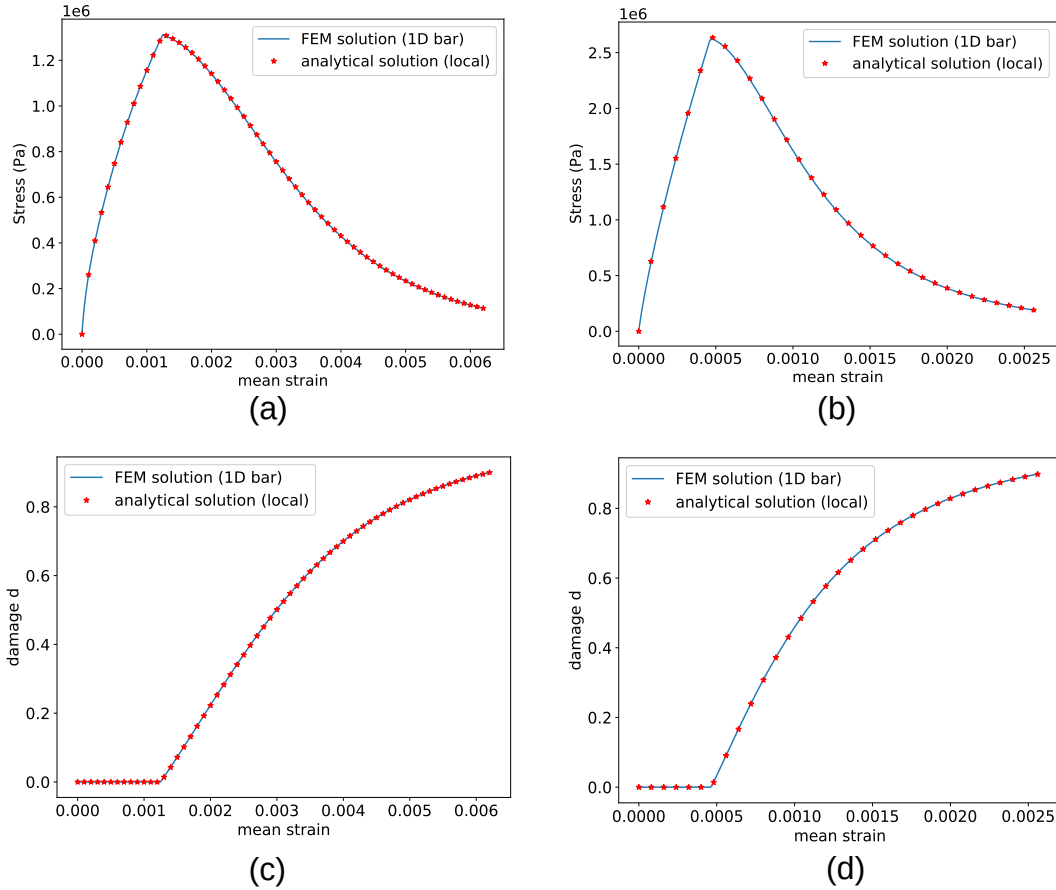 1e6
FEM solution (1D bar)
analytical solution (local)
Stress (Pa)
1.2
1.0
0.8
0.6
0.4
0.2
0.0
0.000 0.001 0.002 0.003 0.004 0.005 0.006
mean strain
(a)
1e6
FEM solution (1D bar)
analytical solution (local)
Stress (Pa)
2.5
2.0
1.5
1.0
0.5
0.0
0.0000 0.0005 0.0010 0.0015 0.0020 0.0025
mean strain
(b)
FEM solution (1D bar)
analytical solution (local)
damage d
0.8
0.6
0.4
0.2
0.0
0.000 0.001 0.002 0.003 0.004 0.005 0.006
mean strain
(c)
FEM solution (1D bar)
analytical solution (local)
damage d
0.8
0.6
0.4
0.2
0.0
0.0000 0.0005 0.0010 0.0015 0.0020 0.0025
mean strain
(d)